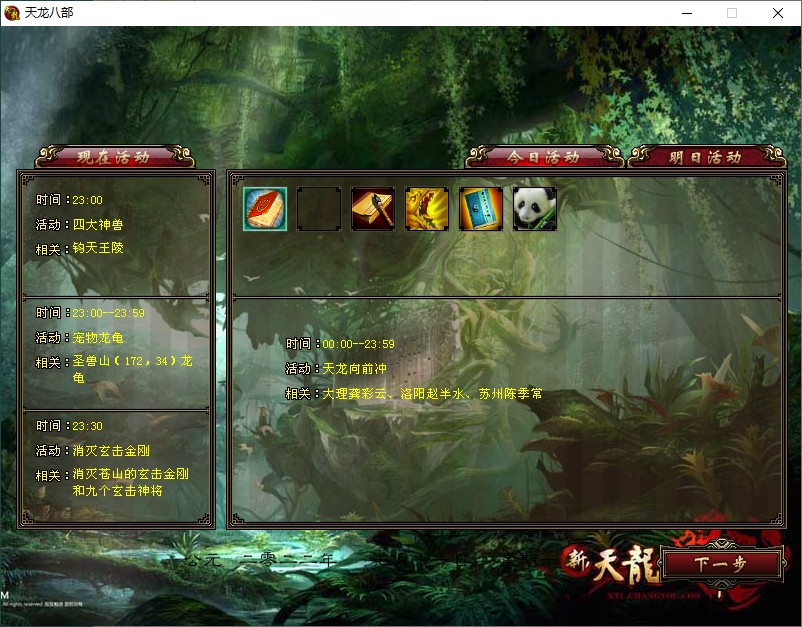 天龙八部
现在活动
今日活动
明日活动
时间：23:00
活动：四大神兽
相关：钧天王陵
时间：23:00--23:59
活动：宠物龙龟
相关：圣兽山（172，34）龙
龟
时间：23:30
活动：消灭玄击金刚
相关：消灭苍山的玄击金刚
和九个玄击神将
时间：00:00--23:59
活动：天龙向前冲
相关：大理龚彩云、洛阳赵半水、苏州陈季常
公元 二零二二年
新天龍
XTL.CHANGYOU.COM
下一步
M
All rights reserved